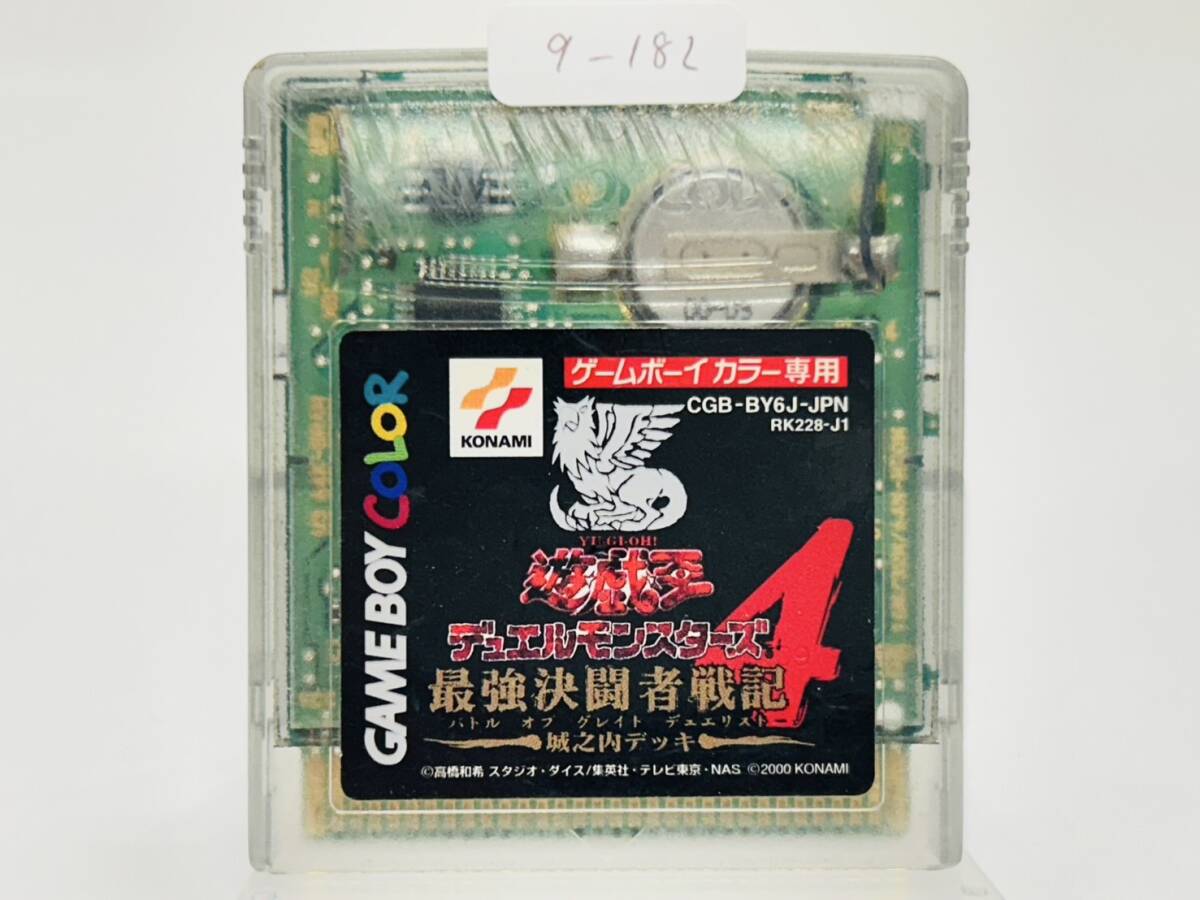 9-182
GAME BOY COLOR
KONAMI
ゲームボーイカラー専用
CGB-BY6J-JPN
RK228-J1
YU-GI-OH!
遊戯王
デュエルモンスターズ
4
最強決闘者戦記
バトル オブ グレイト デュエリスト
城之内デッキ
©高橋和希 スタジオ・ダイス/集英社・テレビ東京・NAS ©2000 KONAMI